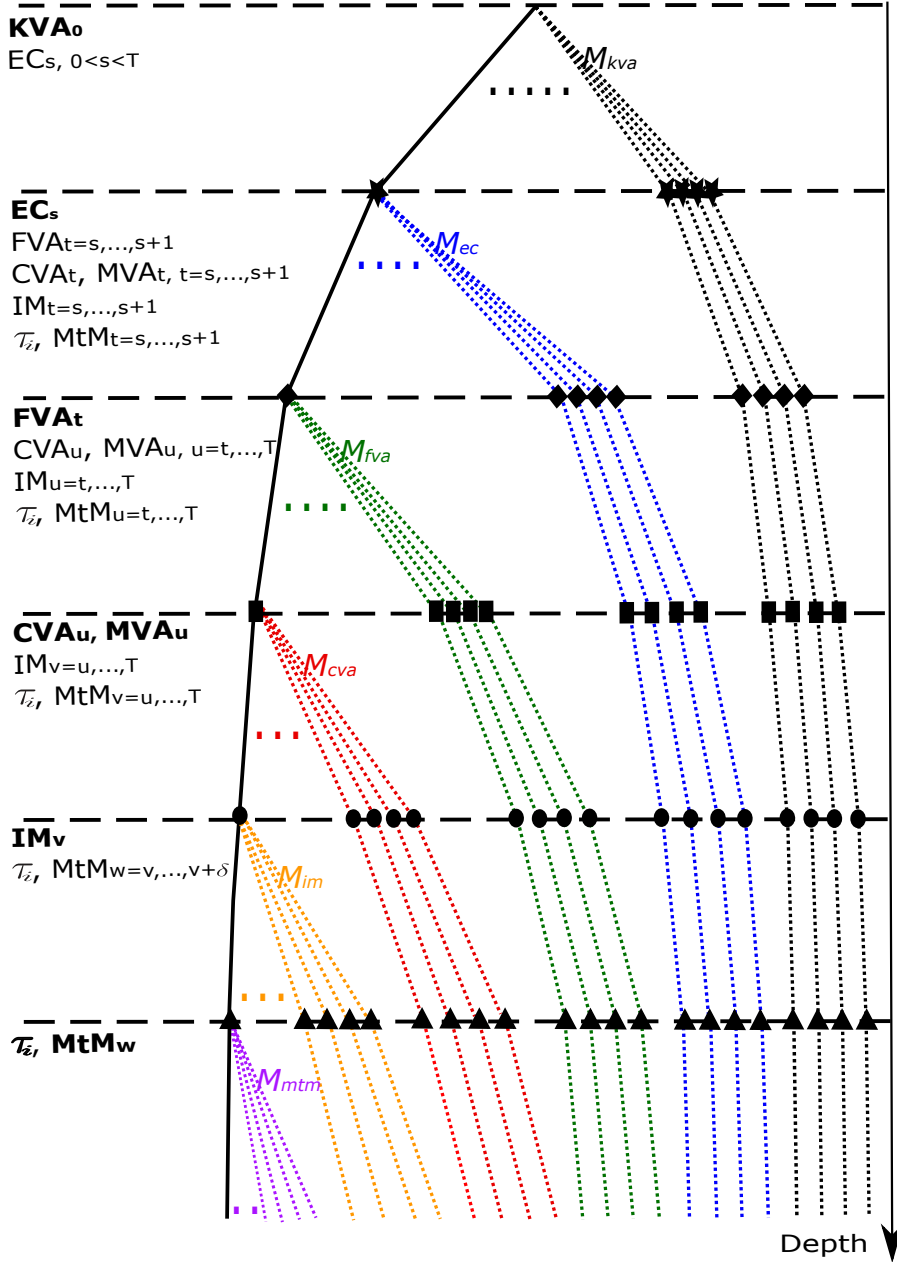 KVA₀
ECs, 0<s<T
Mkva
ECs
FVAt=s,...,s+1
CVAt, MVAt, t=s,...,s+1
IMt=s,...,s+1
𝒯i, MtMt=s,...,s+1
Mec
FVAt
CVAu, MVAu, u=t,...,T
IMu=t,...,T
𝒯i, MtMu=t,...,T
Mfva
CVAu, MVAu
IMv=u,...,T
𝒯i, MtMv=u,...,T
Mcva
IMv
𝒯i, MtMw=v,...,v+δ
Mim
𝒯i, MtMw
Mmtm
Depth